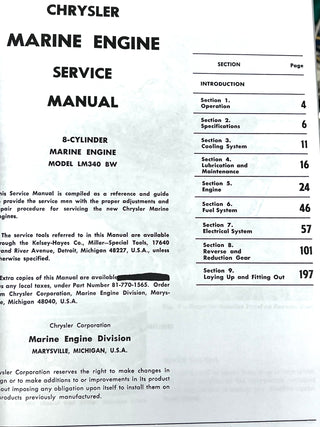 CHRYSLER
MARINE ENGINE
SERVICE
MANUAL
8-CYLINDER
MARINE ENGINE
MODEL LM340 BW
his Service Manual is compiled as a reference and guide
provide the service men with the proper adjustments and
epair procedure for servicing the new Chrysler Marine
ngines.
The service tools referred to in this Manual are available
rough the Kelsey-Hayes Co., Miller—Special Tools, 17640
and River Avenue, Detroit, Michigan 48227, U.S.A., unless
herwise specified.
Extra copies of this Manual are available
s any local taxes, under Part Number 81-770-1565. Order
m Chrysler Corporation, Marine Engine Division, Marys-
e, Michigan 48040, U.S.A.
Chrysler Corporation
Marine Engine Division
MARYSVILLE, MICHIGAN, U.S.A.
ysler Corporation reserves the right to make changes in
ign or to make additions to or improvements in its product
out imposing any obligation upon itself to install them on
roducts previously manufactured.
SECTION Page
INTRODUCTION
Section 1.
Operation 4
Section 2.
Specifications 6
Section 3.
Cooling System 11
Section 4.
Lubrication and
Maintenance 16
Section 5.
Engine 24
Section 6.
Fuel System 46
Section 7.
Electrical System 57
Section 8.
Reverse and
Reduction Gear 101
Section 9.
Laying Up and Fitting Out 197